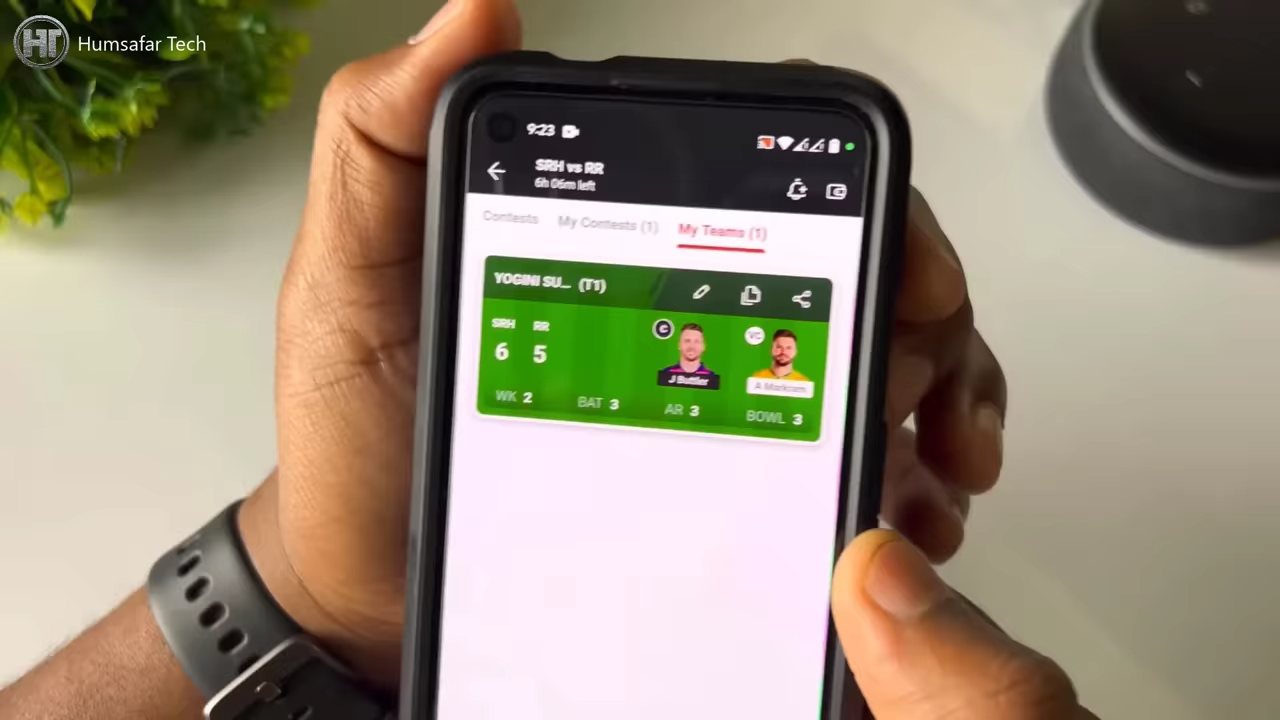 HT Humsafar Tech
9:23
SRH vs RR
6h 06m left
Contests My Contests (1) My Teams (1)
YOGINI SU... (T1)
SRH RR
6 5
C VC
J Buttler A Markram
WK 2 BAT 3 AR 3 BOWL 3